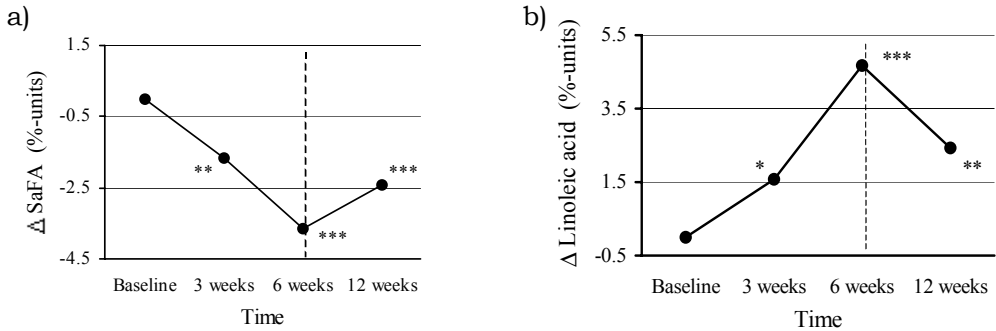 a)
1.5
-0.5
-2.5
-4.5
Δ SaFA (%-units)
**
***
***
Baseline 3 weeks 6 weeks 12 weeks
Time
b)
5.5
3.5
1.5
-0.5
Δ Linoleic acid (%-units)
*
***
**
Baseline 3 weeks 6 weeks 12 weeks
Time